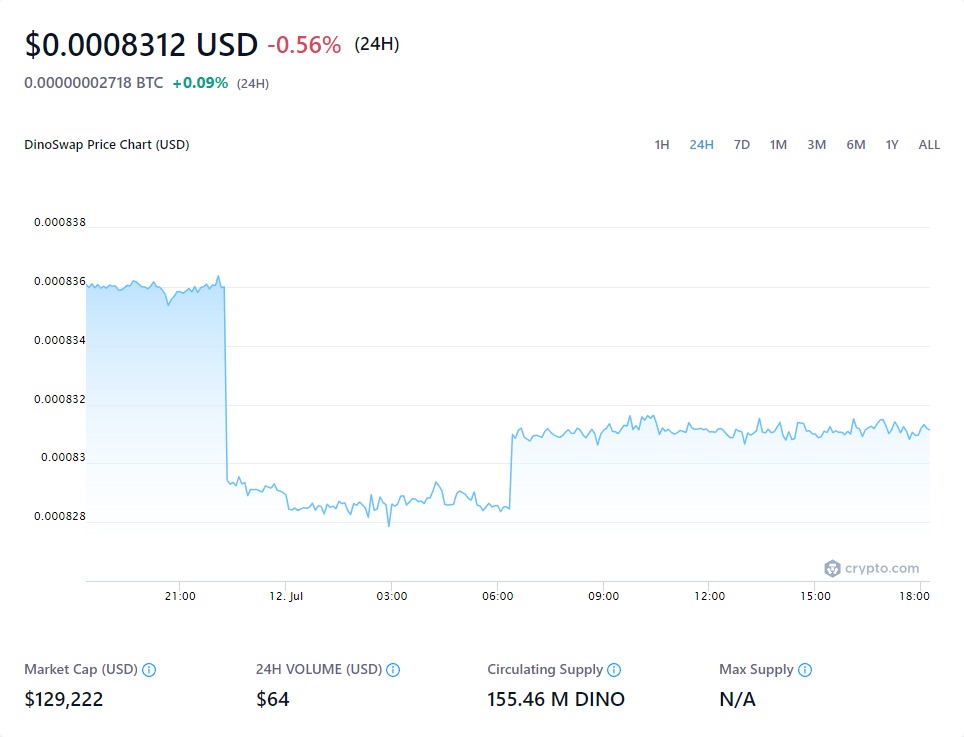 $0.0008312 USD -0.56% (24H)
0.00000002718 BTC +0.09% (24H)
DinoSwap Price Chart (USD) 1H 24H 7D 1M 3M 6M 1Y ALL
0.000838
0.000836
0.000834
0.000832
0.00083
0.000828
crypto.com
21:00 12. Jul 03:00 06:00 09:00 12:00 15:00 18:00
Market Cap (USD) 24H VOLUME (USD) Circulating Supply Max Supply
$129,222 $64 155.46 M DINO N/A